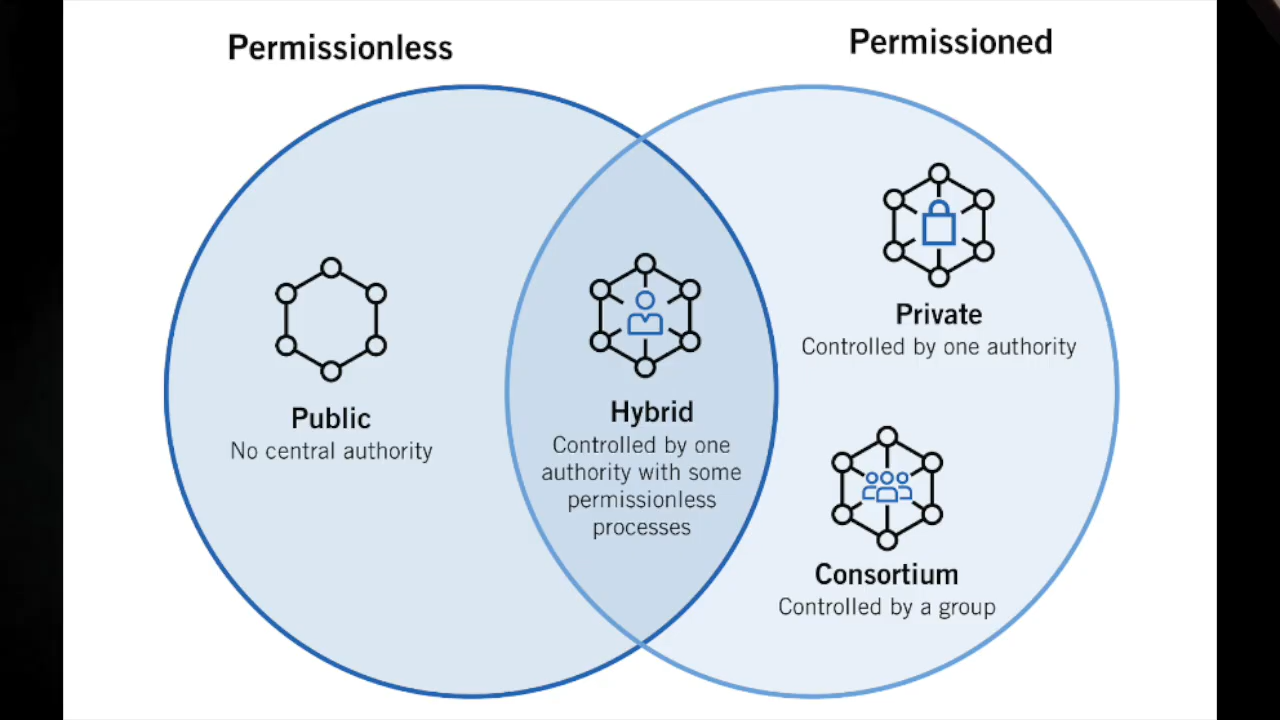 Permissionless
Permissioned
Public
No central authority
Hybrid
Controlled by one
authority with some
permissionless
processes
Private
Controlled by one authority
Consortium
Controlled by a group